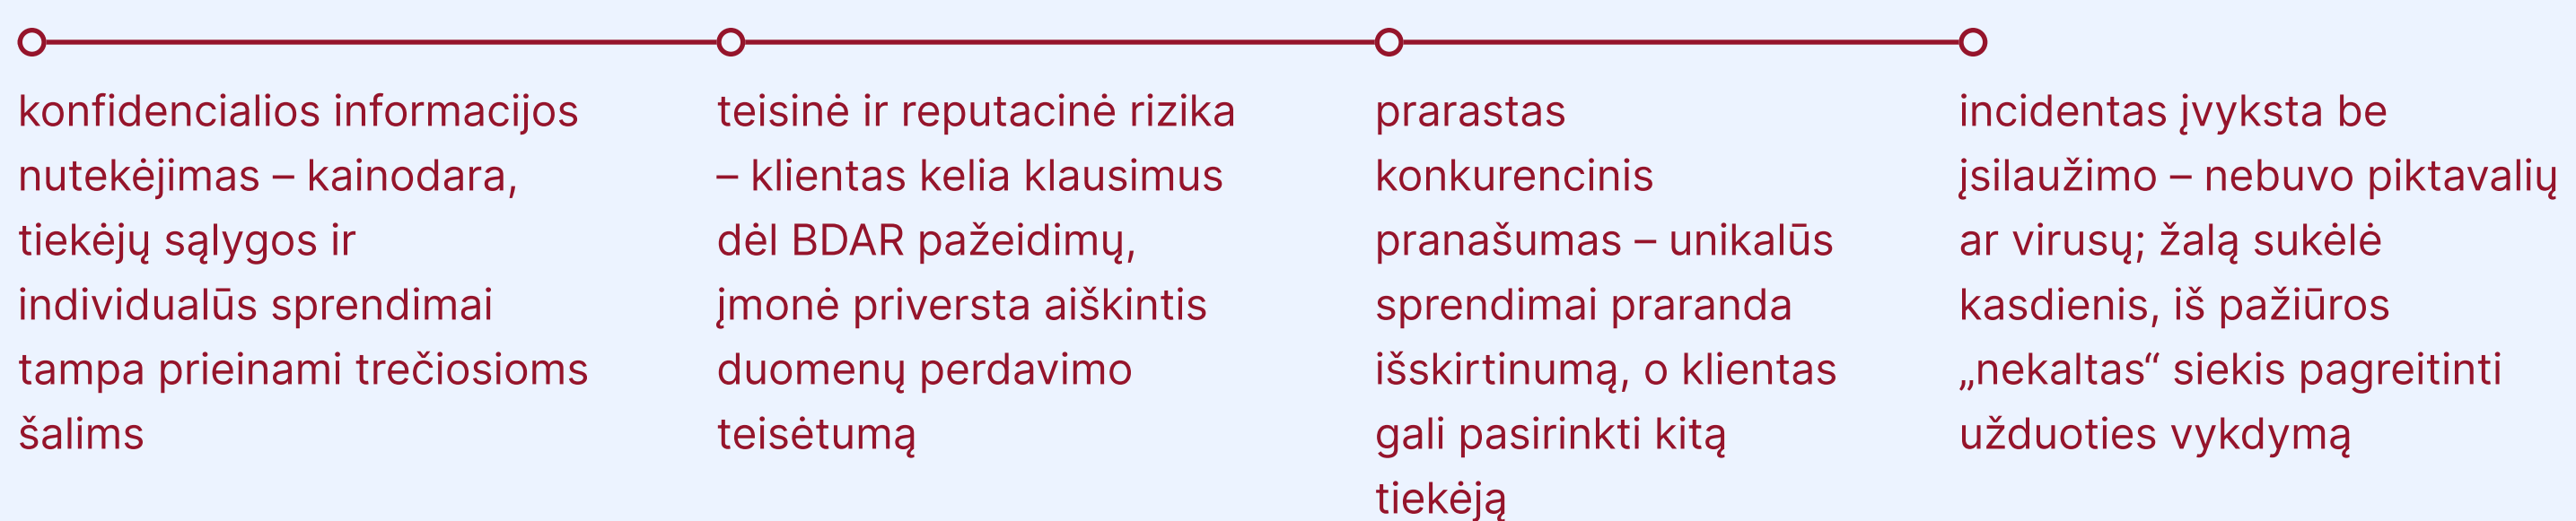 konfidencialios informacijos
nutekėjimas – kainodara,
tiekėjų sąlygos ir
individualūs sprendimai
tampa prieinami trečiosioms
šalims
teisinė ir reputacinė rizika
– klientas kelia klausimus
dėl BDAR pažeidimų,
įmonė priversta aiškintis
duomenų perdavimo
teisėtumą
prarastas
konkurencinis
pranašumas – unikalūs
sprendimai praranda
išskirtinumą, o klientas
gali pasirinkti kitą
tiekėją
incidentas įvyksta be
įsilaužimo – nebuvo piktavalių
ar virusų; žalą sukėlė
kasdienis, iš pažiūros
„nekaltas“ siekis pagreitinti
užduoties vykdymą